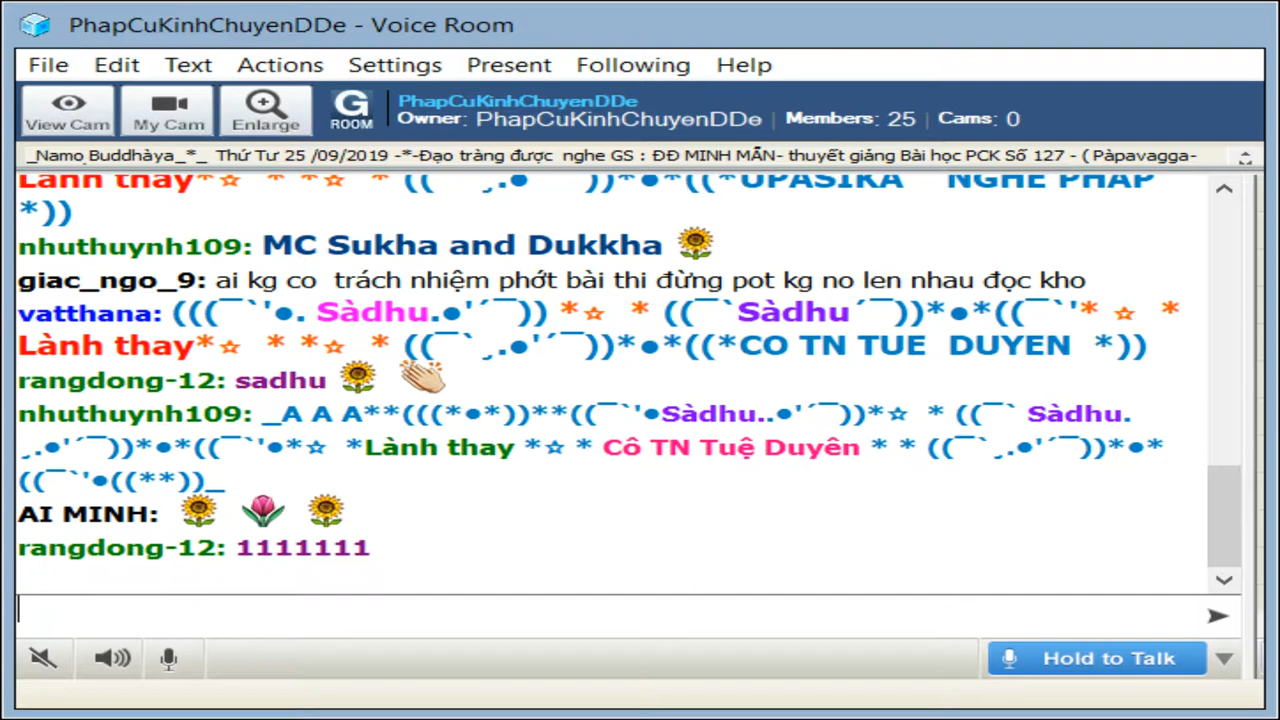 PhapCuKinhChuyenDDe - Voice Room
File Edit Text Actions Settings Present Following Help
View Cam My Cam Enlarge G ROOM PhapCuKinhChuyenDDe
Owner: PhapCuKinhChuyenDDe | Members: 25 | Cams: 0
_Namo Buddhàya_*_ Thứ Tư 25 /09/2019 -*-Đạo tràng được nghe GS : ĐĐ MINH MẪN- thuyết giảng Bài học PCK Số 127 - ( Pàpavagga-
Lành thay*☆ * *☆ * ((¯`¸.●'´¯))*●*((*UPASIKA NGHE PHAP
*))
nhuthuynh109: MC Sukha and Dukkha
giac_ngo_9: ai kg co trách nhiệm phớt bài thi đừng pot kg no len nhau đọc kho
vatthana: (((¯`'●. Sàdhu.●'´¯)) *☆ * ((¯`Sàdhu´¯))*●*((¯`'* ☆ *
Lành thay*☆ * *☆ * ((¯`¸.●'´¯))*●*((*CO TN TUE DUYEN *))
rangdong-12: sadhu
nhuthuynh109: _A A A**(((*●*))**((¯`'●Sàdhu..●'´¯))*☆ * ((¯` Sàdhu.
¸.●'´¯))*●*((¯`'●*☆ *Lành thay *☆ * Cô TN Tuệ Duyên * * ((¯`¸.●'´¯))*●*
((¯`'●((**))_
AI MINH:
rangdong-12: 1111111
Hold to Talk